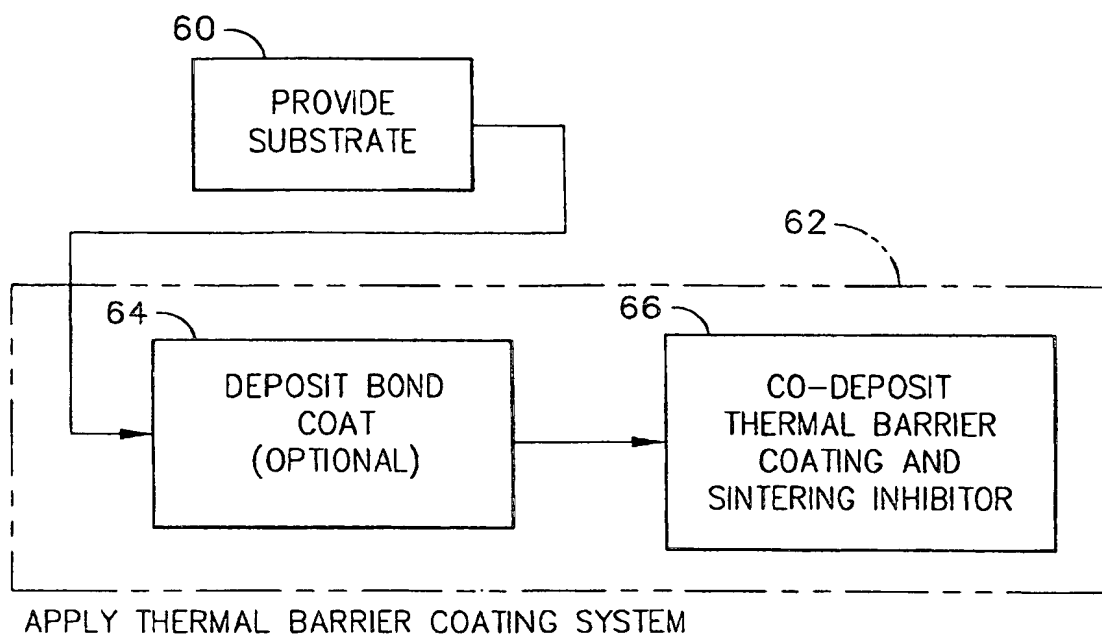 60
PROVIDE
SUBSTRATE
62
64
DEPOSIT BOND
COAT
(OPTIONAL)
66
CO-DEPOSIT
THERMAL BARRIER
COATING AND
SINTERING INHIBITOR
APPLY THERMAL BARRIER COATING SYSTEM